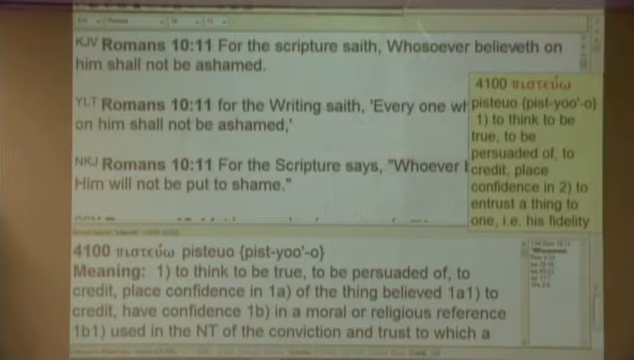 KJV Romans 10:11 For the scripture saith, Whosoever believeth on
him shall not be ashamed.
YLT Romans 10:11 for the Writing saith, 'Every one
on him shall not be ashamed,'
NKJ Romans 10:11 For the Scripture says, "Whoever
Him will not be put to shame."
4100 πιστεύω
pisteuo {pist-yoo'-o}
1) to think to be
true, to be
persuaded of, to
credit, place
confidence in 2) to
entrust a thing to
one, i.e. his fidelity
4100 πιστεύω pisteuo {pist-yoo'-o}
Meaning: 1) to think to be true, to be persuaded of, to
credit, place confidence in 1a) of the thing believed 1a1) to
credit, have confidence 1b) in a moral or religious reference
1b1) used in the NT of the conviction and trust to which a